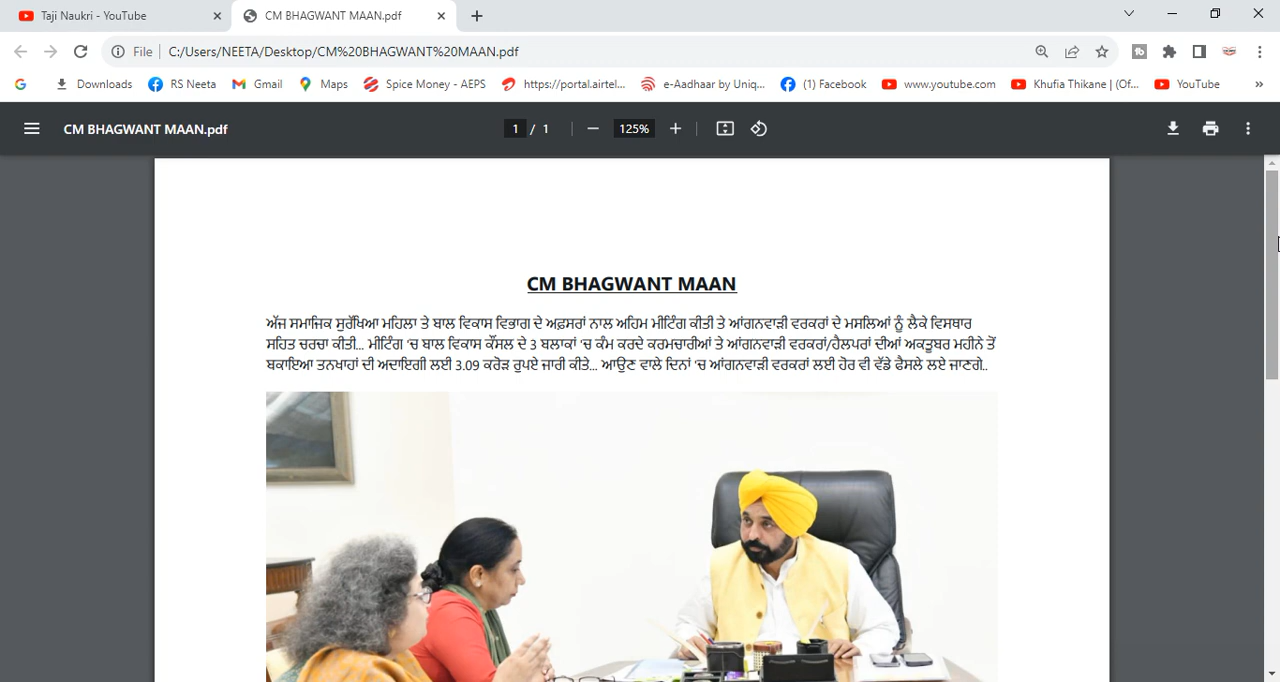 Taji Naukri - YouTube
CM BHAGWANT MAAN.pdf
File
C:/Users/NEETA/Desktop/CM%20BHAGWANT%20MAAN.pdf
Downloads
RS Neeta
Gmail
Maps
Spice Money - AEPS
https://portal.airtel...
e-Aadhaar by Uniq...
(1) Facebook
www.youtube.com
Khufia Thikane | (Of...
YouTube
»
CM BHAGWANT MAAN.pdf
1 / 1
125%
CM BHAGWANT MAAN
ਅੱਜ ਸਮਾਜਿਕ ਸੁਰੱਖਿਆ ਮਹਿਲਾ ਤੇ ਬਾਲ ਵਿਕਾਸ ਵਿਭਾਗ ਦੇ ਅਫ਼ਸਰਾਂ ਨਾਲ ਅਹਿਮ ਮੀਟਿੰਗ ਕੀਤੀ ਤੇ ਆਂਗਨਵਾੜੀ ਵਰਕਰਾਂ ਦੇ ਮਸਲਿਆਂ ਨੂੰ ਲੈਕੇ ਵਿਸਥਾਰ
ਸਹਿਤ ਚਰਚਾ ਕੀਤੀ... ਮੀਟਿੰਗ ‘ਚ ਬਾਲ ਵਿਕਾਸ ਕੌਂਸਲ ਦੇ 3 ਬਲਾਕਾਂ ‘ਚ ਕੰਮ ਕਰਦੇ ਕਰਮਚਾਰੀਆਂ ਤੇ ਆਂਗਨਵਾੜੀ ਵਰਕਰਾਂ/ਹੈਲਪਰਾਂ ਦੀਆਂ ਅਕਤੂਬਰ ਮਹੀਨੇ ਤੋਂ
ਬਕਾਇਆ ਤਨਖਾਹਾਂ ਦੀ ਅਦਾਇਗੀ ਲਈ 3.09 ਕਰੋੜ ਰੁਪਏ ਜਾਰੀ ਕੀਤੇ... ਆਉਣ ਵਾਲੇ ਦਿਨਾਂ ‘ਚ ਆਂਗਨਵਾੜੀ ਵਰਕਰਾਂ ਲਈ ਹੋਰ ਵੀ ਵੱਡੇ ਫੈਸਲੇ ਲਏ ਜਾਣਗੇ..